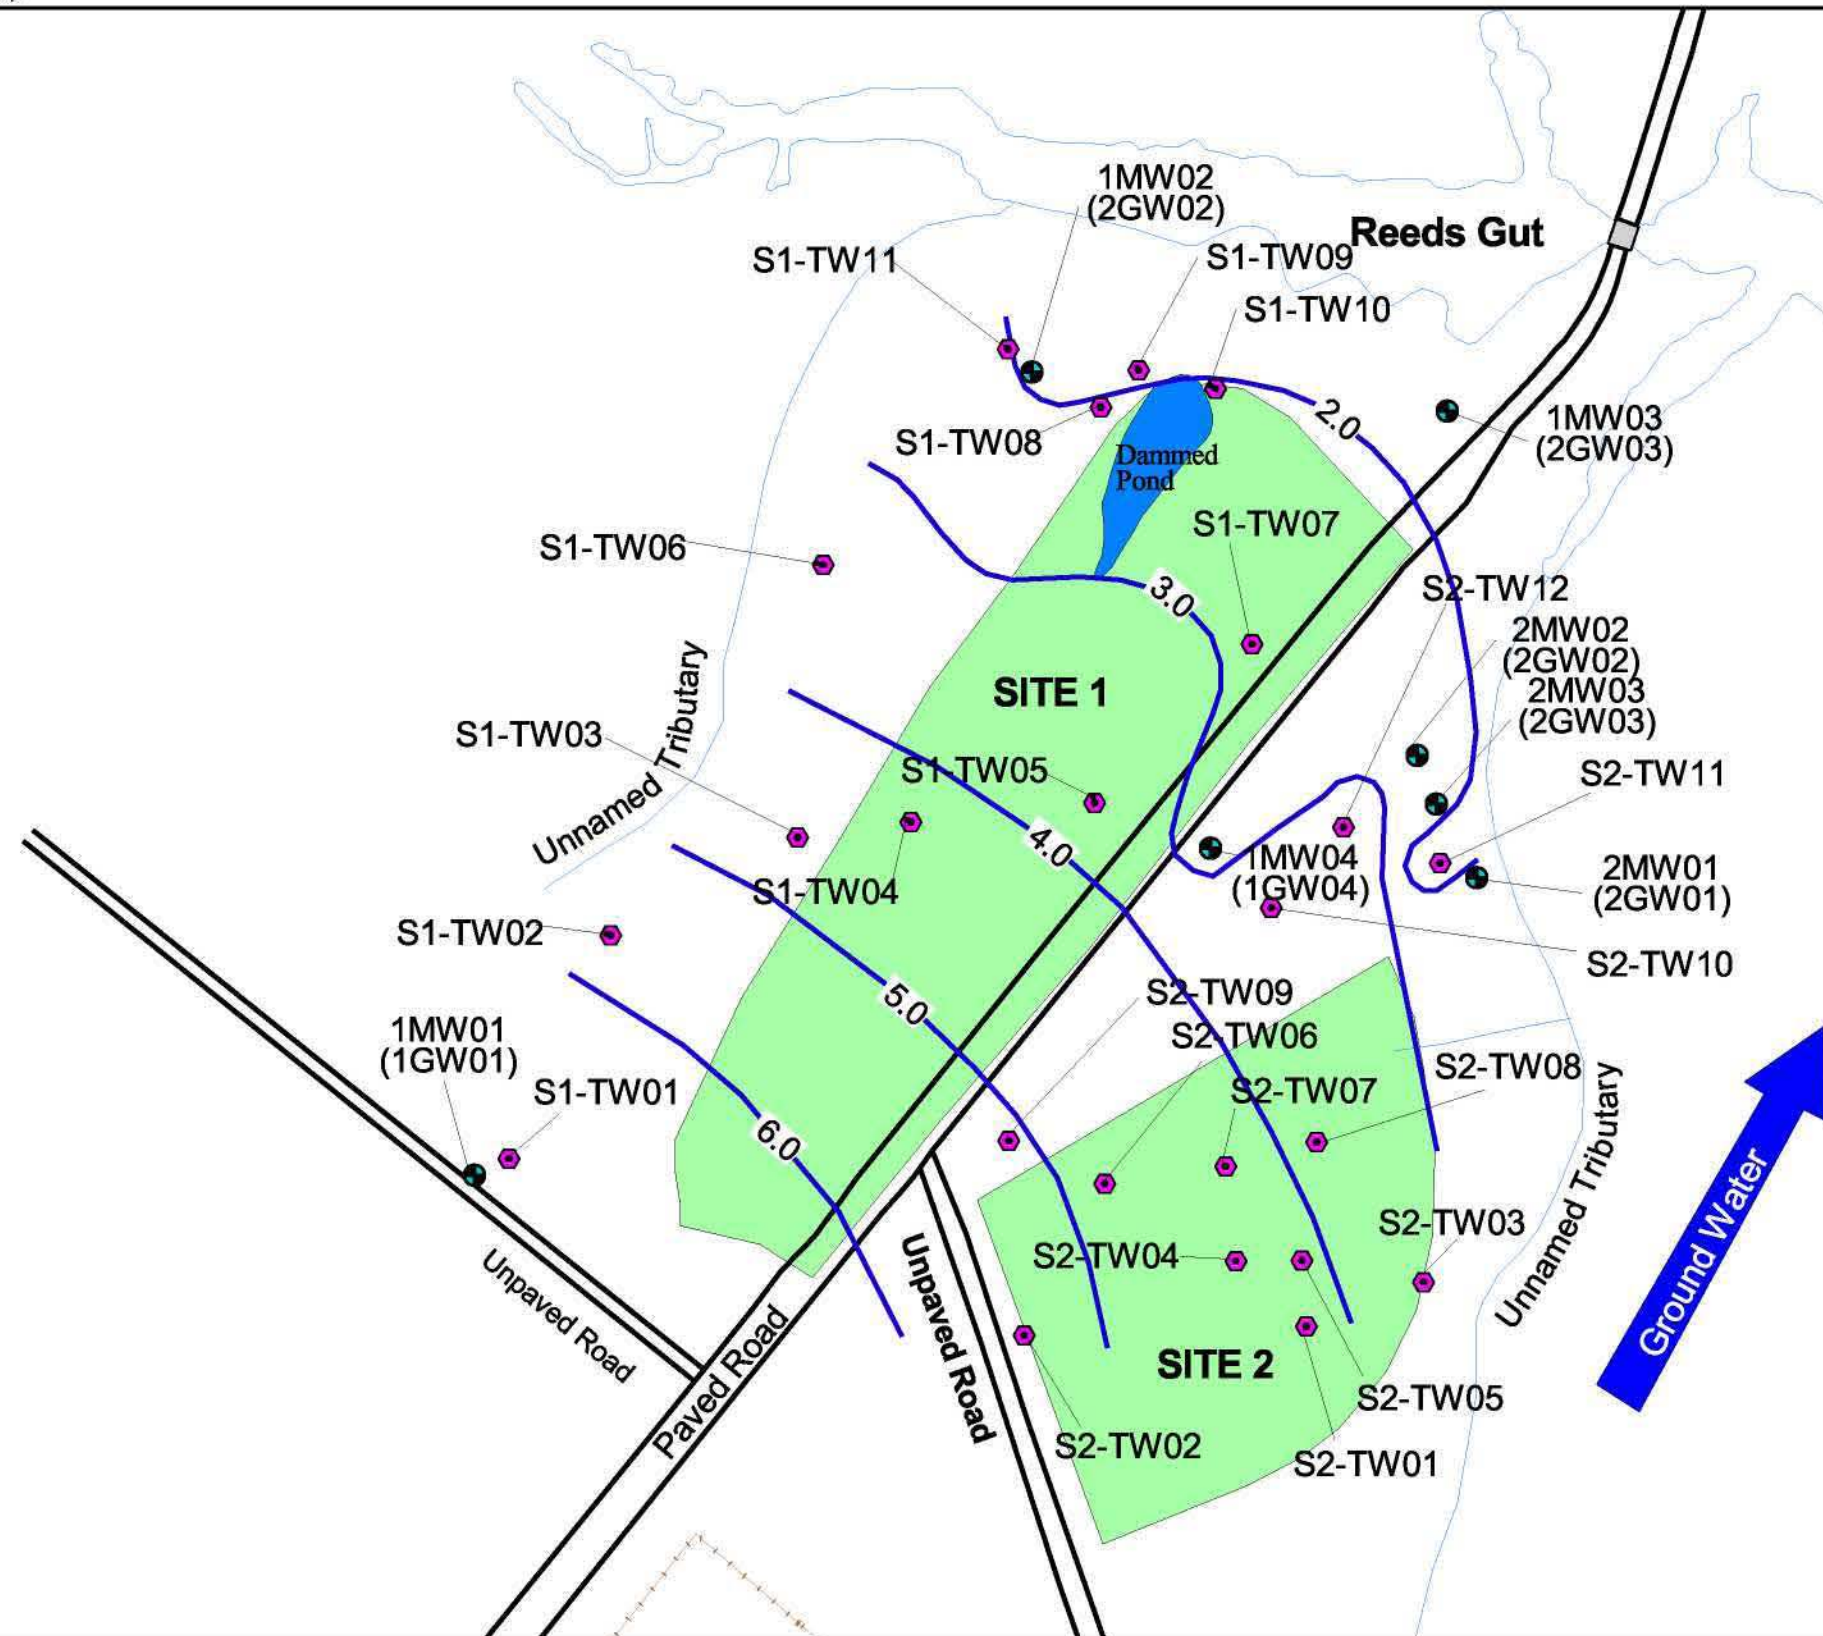 1MW02
(2GW02)
Reeds Gut
S1-TW11
S1-TW09
S1-TW10
2.0
1MW03
(2GW03)
S1-TW08
Dammed
Pond
S1-TW07
S1-TW06
3.0
S2-TW12
2MW02
(2GW02)
2MW03
(2GW03)
SITE 1
Unnamed Tributary
S1-TW03
S1-TW05
S2-TW11
4.0
1MW04
(1GW04)
2MW01
(2GW01)
S1-TW04
S1-TW02
S2-TW10
5.0
S2-TW09
S2-TW06
1MW01
(1GW01)
S1-TW01
S2-TW07
S2-TW08
6.0
Unnamed Tributary
S2-TW03
Ground Water
S2-TW04
Unpaved Road
Unpaved Road
Paved Road
SITE 2
S2-TW05
S2-TW02
S2-TW01